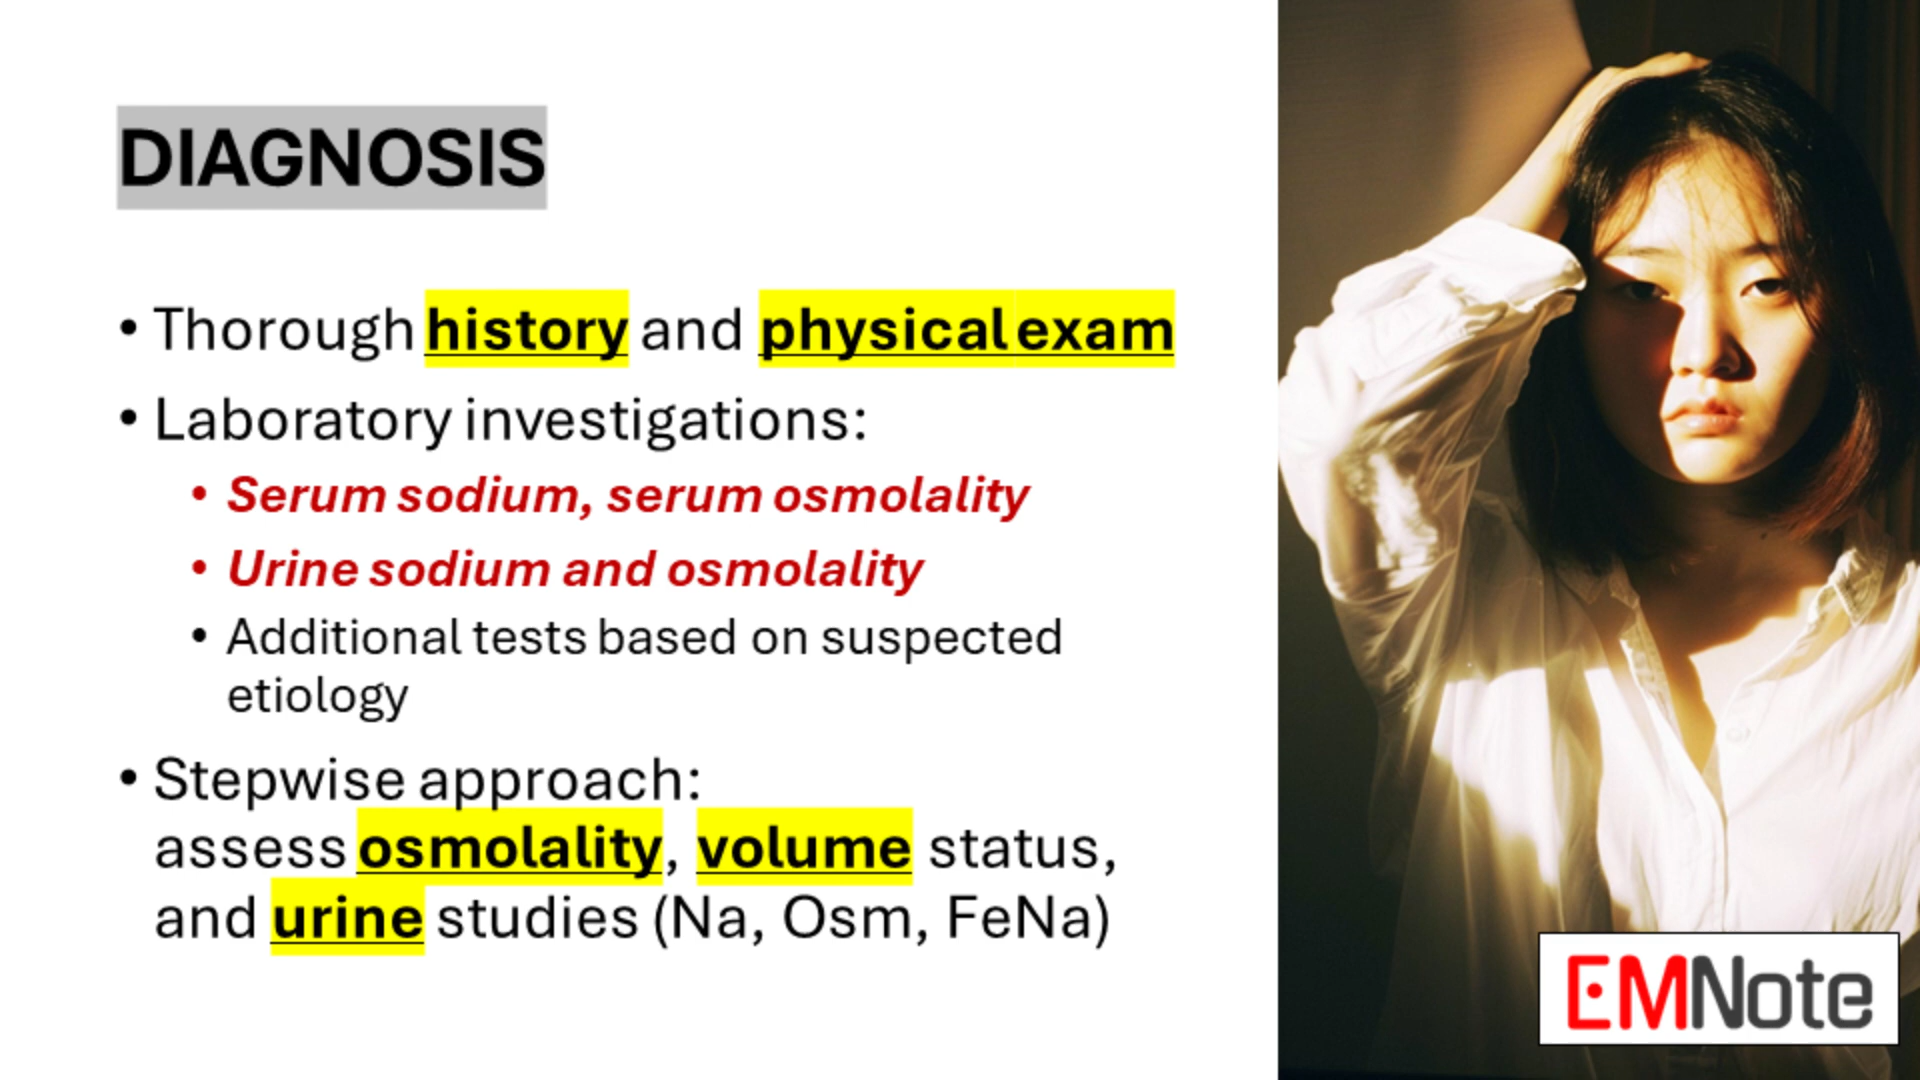 DIAGNOSIS
• Thorough history and physical exam
• Laboratory investigations:
• Serum sodium, serum osmolality
• Urine sodium and osmolality
• Additional tests based on suspected
etiology
• Stepwise approach:
assess osmolality, volume status,
and urine studies (Na, Osm, FeNa)
EMNote